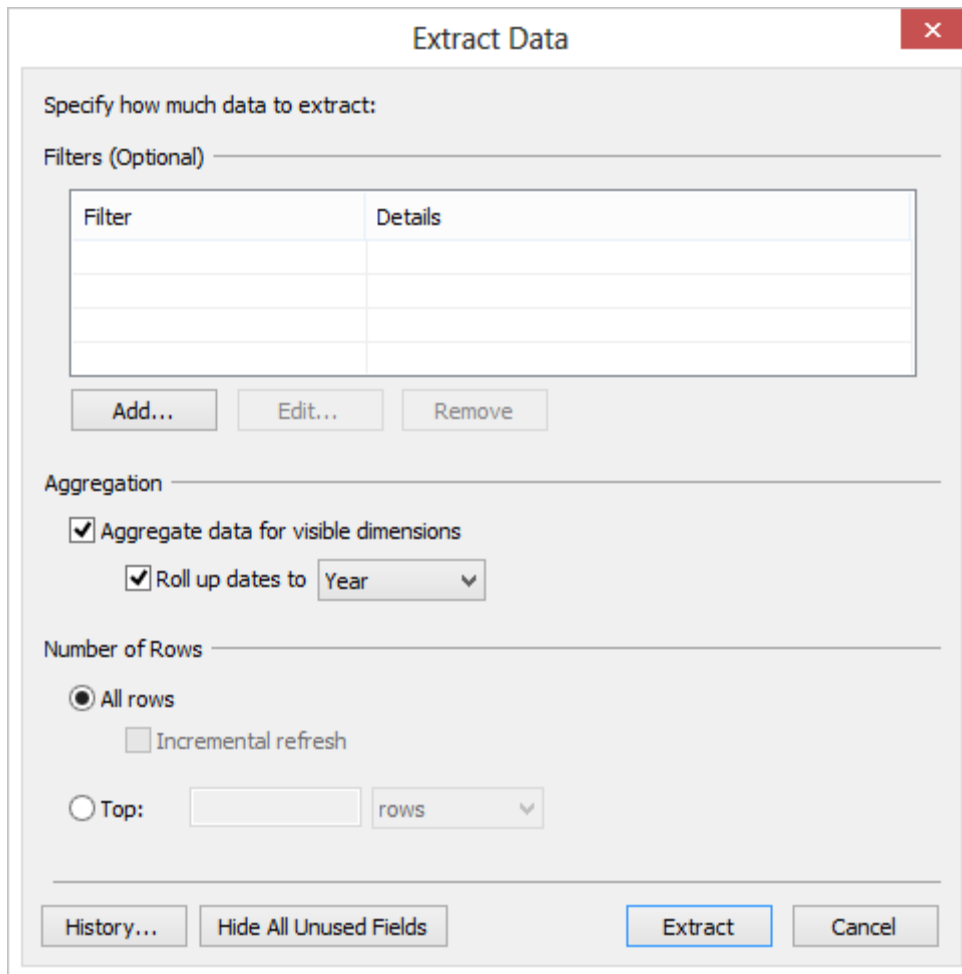 Extract Data
Specify how much data to extract:
Filters (Optional)
Filter Details
Add... Edit... Remove
Aggregation
Aggregate data for visible dimensions
Roll up dates to Year
Number of Rows
All rows
Incremental refresh
Top: rows
History... Hide All Unused Fields Extract Cancel